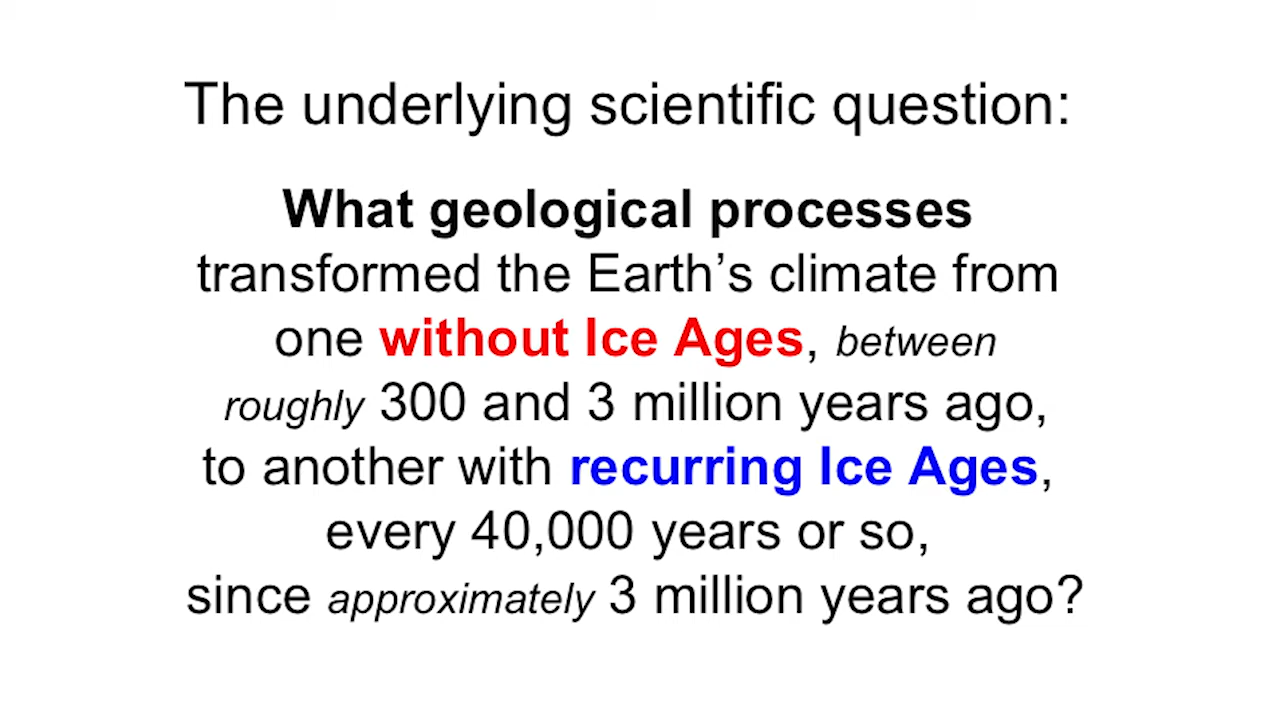 The underlying scientific question:
What geological processes
transformed the Earth’s climate from
one without Ice Ages, between
roughly 300 and 3 million years ago,
to another with recurring Ice Ages,
every 40,000 years or so,
since approximately 3 million years ago?